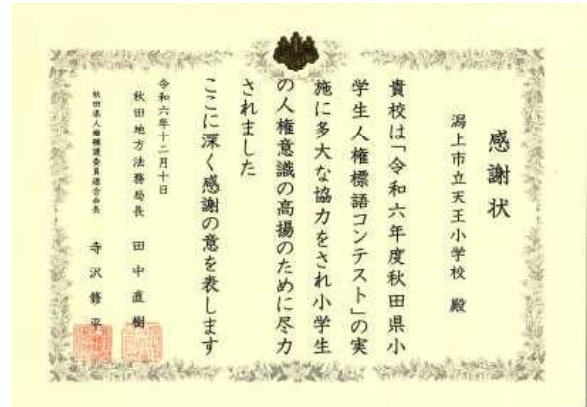 感謝状
潟上市立天王小学校 殿
貴校は「令和六年度秋田県小
学生人権標語コンテスト」の実
施に多大な協力をされ小学生
の人権意識の高揚のために尽力
されました
ここに深く感謝の意を表します
令和六年十二月十日
秋田地方法務局長 田中直樹
秋田県人権擁護委員連合会長 寺沢修平